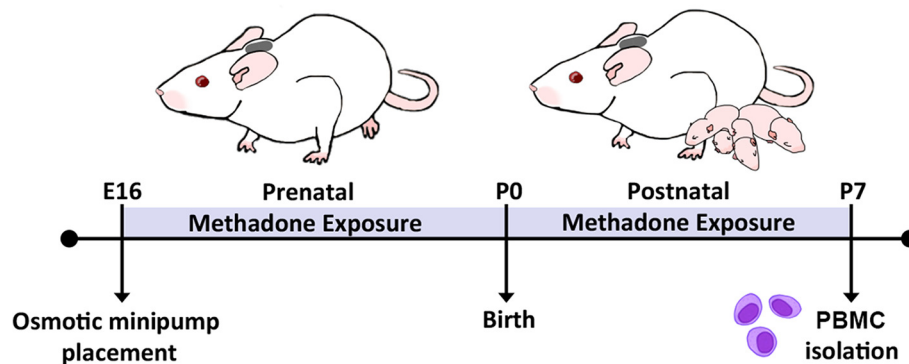 E16 Prenatal P0 Postnatal P7
Methadone Exposure Methadone Exposure
Osmotic minipump placement
Birth
PBMC isolation